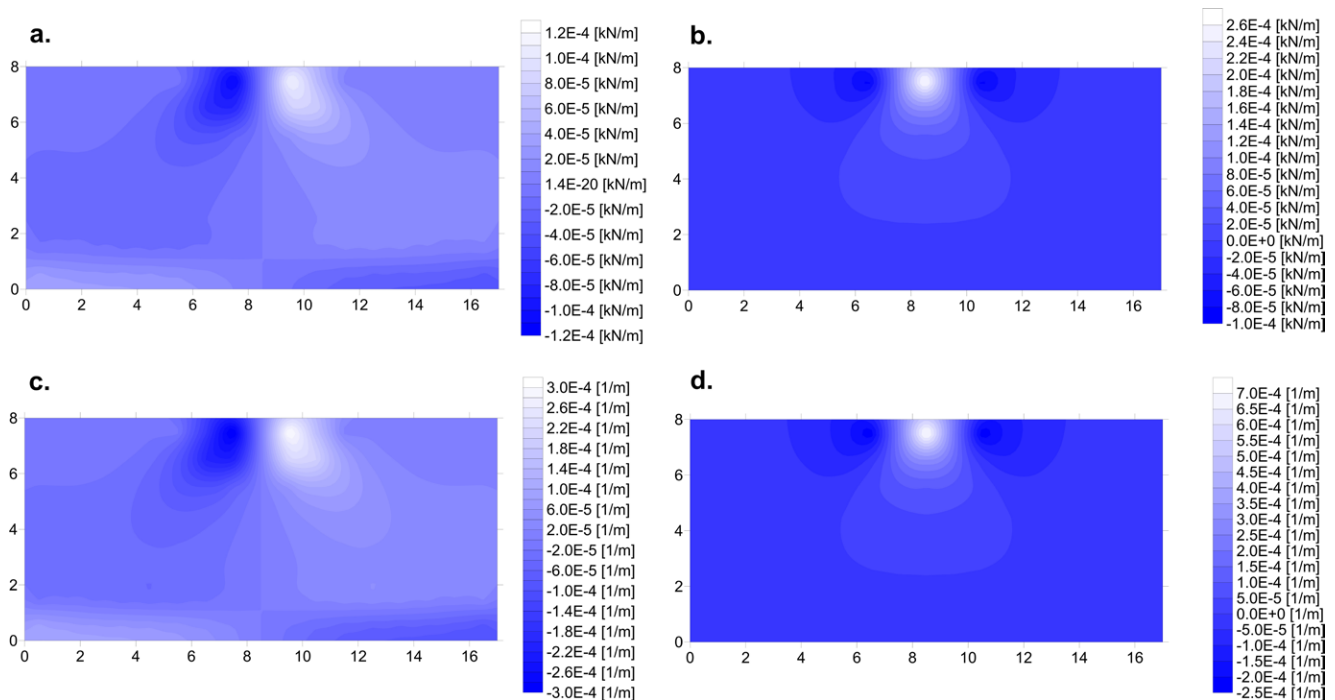 a.
8
6
4
2
0
0 2 4 6 8 10 12 14 16
1.2E-4 [kN/m]
1.0E-4 [kN/m]
8.0E-5 [kN/m]
6.0E-5 [kN/m]
4.0E-5 [kN/m]
2.0E-5 [kN/m]
1.4E-20 [kN/m]
-2.0E-5 [kN/m]
-4.0E-5 [kN/m]
-6.0E-5 [kN/m]
-8.0E-5 [kN/m]
-1.0E-4 [kN/m]
-1.2E-4 [kN/m]
b.
8
6
4
2
0
0 2 4 6 8 10 12 14 16
2.6E-4 [kN/m]
2.4E-4 [kN/m]
2.2E-4 [kN/m]
2.0E-4 [kN/m]
1.8E-4 [kN/m]
1.6E-4 [kN/m]
1.4E-4 [kN/m]
1.2E-4 [kN/m]
1.0E-4 [kN/m]
8.0E-5 [kN/m]
6.0E-5 [kN/m]
4.0E-5 [kN/m]
2.0E-5 [kN/m]
0.0E+0 [kN/m]
-2.0E-5 [kN/m]
-4.0E-5 [kN/m]
-6.0E-5 [kN/m]
-8.0E-5 [kN/m]
-1.0E-4 [kN/m]
c.
8
6
4
2
0
0 2 4 6 8 10 12 14 16
3.0E-4 [1/m]
2.6E-4 [1/m]
2.2E-4 [1/m]
1.8E-4 [1/m]
1.4E-4 [1/m]
1.0E-4 [1/m]
6.0E-5 [1/m]
2.0E-5 [1/m]
-2.0E-5 [1/m]
-6.0E-5 [1/m]
-1.0E-4 [1/m]
-1.4E-4 [1/m]
-1.8E-4 [1/m]
-2.2E-4 [1/m]
-2.6E-4 [1/m]
-3.0E-4 [1/m]
d.
8
6
4
2
0
0 2 4 6 8 10 12 14 16
7.0E-4 [1/m]
6.5E-4 [1/m]
6.0E-4 [1/m]
5.5E-4 [1/m]
5.0E-4 [1/m]
4.5E-4 [1/m]
4.0E-4 [1/m]
3.5E-4 [1/m]
3.0E-4 [1/m]
2.5E-4 [1/m]
2.0E-4 [1/m]
1.5E-4 [1/m]
1.0E-4 [1/m]
5.0E-5 [1/m]
0.0E+0 [1/m]
-5.0E-5 [1/m]
-1.0E-4 [1/m]
-1.5E-4 [1/m]
-2.0E-4 [1/m]
-2.5E-4 [1/m]